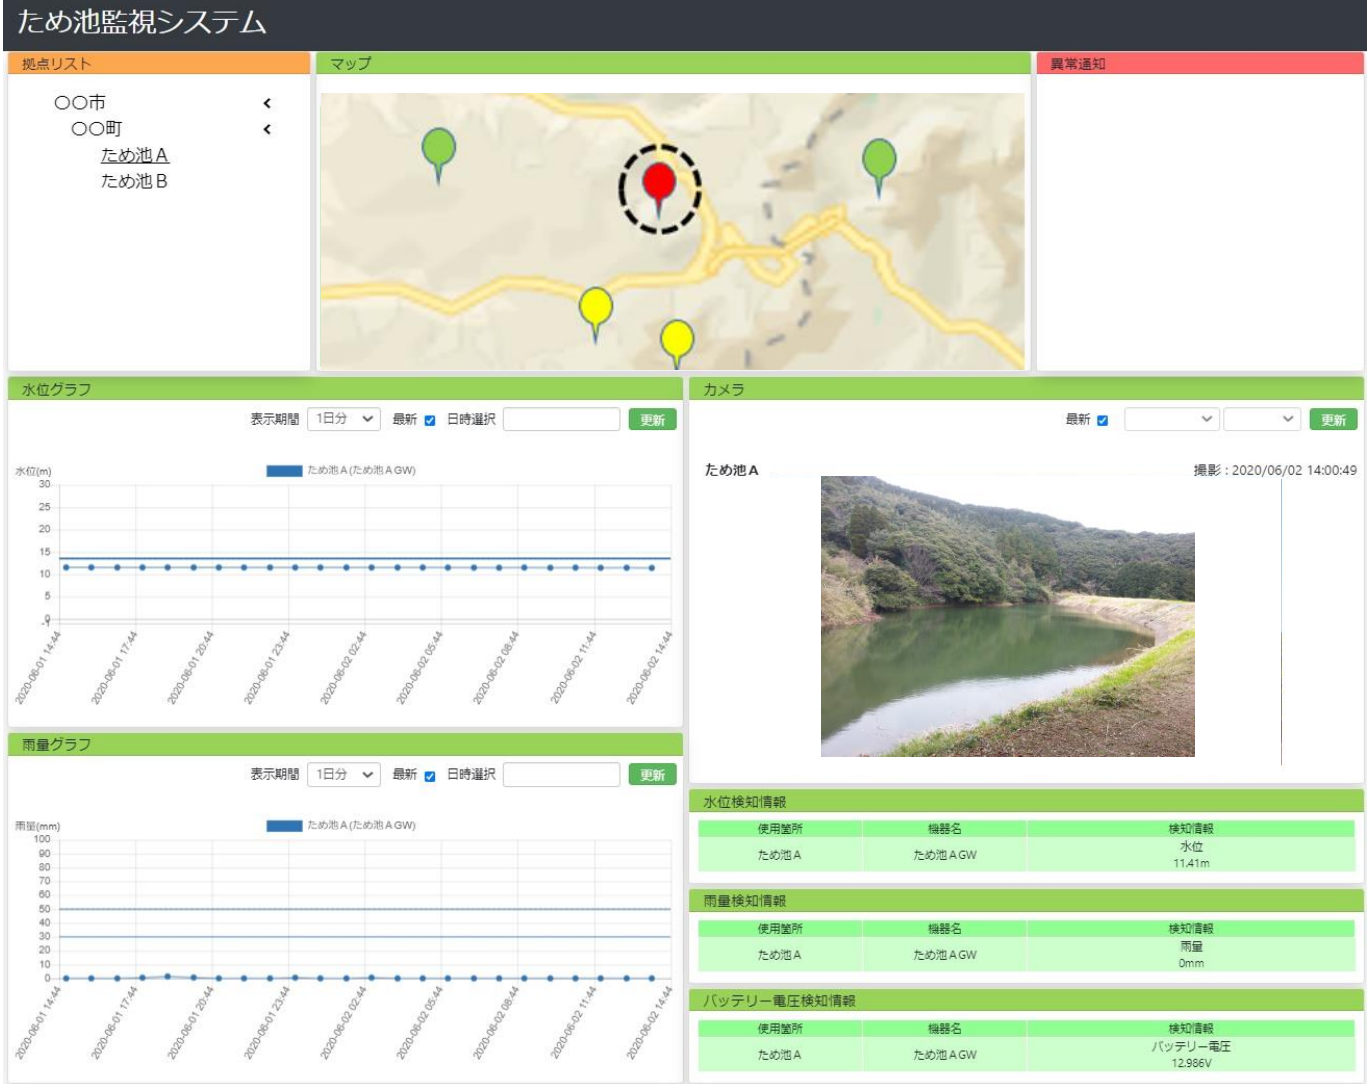 ため池監視システム
拠点リスト
〇〇市
〇〇町
ため池A
ため池B
マップ
異常通知
水位グラフ
表示期間 1日分 最新 日時選択 更新
水位(m)
ため池A(ため池AGW)
30
25
20
15
10
5
0
-1
2020-06-01 14:44
2020-06-01 17:44
2020-06-01 20:44
2020-06-01 23:44
2020-06-02 02:44
2020-06-02 05:44
2020-06-02 08:44
2020-06-02 11:44
2020-06-02 14:44
雨量グラフ
表示期間 1日分 最新 日時選択 更新
雨量(mm)
ため池A(ため池AGW)
100
90
80
70
60
50
40
30
20
10
0
2020-06-01 14:44
2020-06-01 17:44
2020-06-01 20:44
2020-06-01 23:44
2020-06-02 02:44
2020-06-02 05:44
2020-06-02 08:44
2020-06-02 11:44
2020-06-02 14:44
カメラ
最新 更新
ため池A 撮影 : 2020/06/02 14:00:49
水位検知情報
使用箇所 機器名 検知情報
ため池A ため池AGW 水位
11.41m
雨量検知情報
使用箇所 機器名 検知情報
ため池A ため池AGW 雨量
0mm
バッテリー電圧検知情報
使用箇所 機器名 検知情報
ため池A ため池AGW バッテリー電圧
12.986V